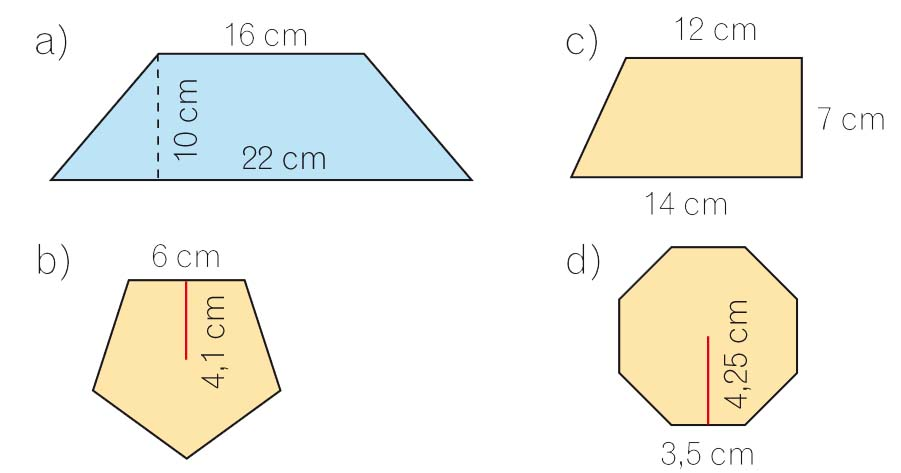 a)
16 cm
10 cm
22 cm
c)
12 cm
7 cm
14 cm
b)
6 cm
4,1 cm
d)
4,25 cm
3,5 cm